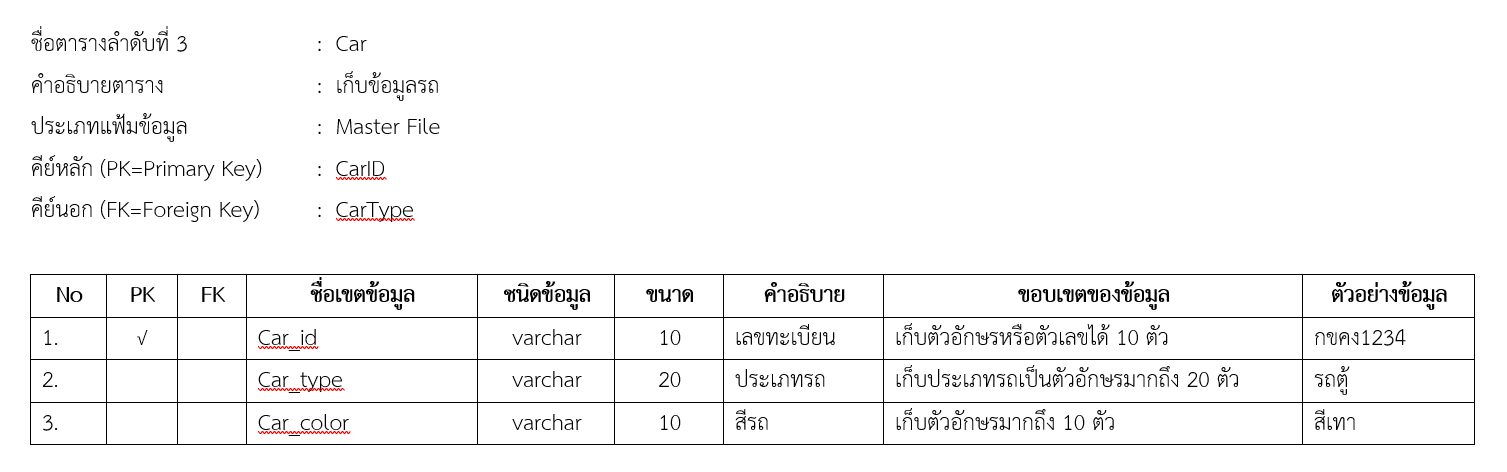 ชื่อตารางลำดับที่ 3 : Car
คำอธิบายตาราง : เก็บข้อมูลรถ
ประเภทแฟ้มข้อมูล : Master File
คีย์หลัก (PK=Primary Key) : CarID
คีย์นอก (FK=Foreign Key) : CarType
No PK FK ชื่อเขตข้อมูล ชนิดข้อมูล ขนาด คำอธิบาย ขอบเขตของข้อมูล ตัวอย่างข้อมูล
1. √ Car_id varchar 10 เลขทะเบียน เก็บตัวอักษรหรือตัวเลขได้ 10 ตัว กขคง1234
2. Car_type varchar 20 ประเภทรถ เก็บประเภทรถเป็นตัวอักษรมากถึง 20 ตัว รถตู้
3. Car_color varchar 10 สีรถ เก็บตัวอักษรมากถึง 10 ตัว สีเทา